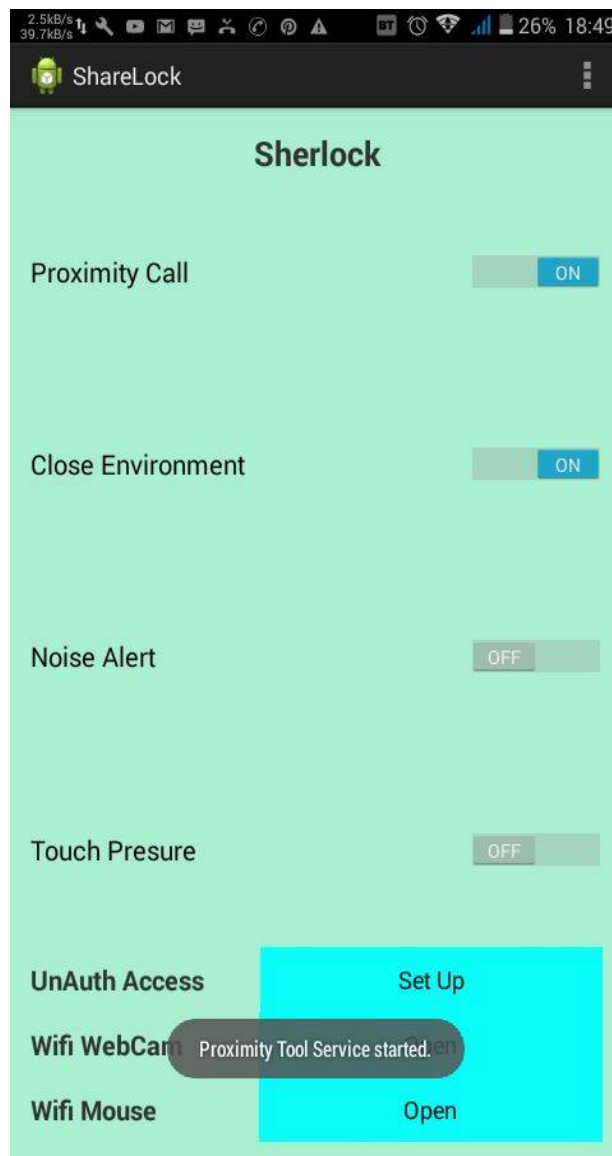 2.5kB/s
39.7kB/s BT 26% 18:49
ShareLock
Sherlock
Proximity Call ON
Close Environment ON
Noise Alert OFF
Touch Presure OFF
UnAuth Access Set Up
Wifi WebCam
Proximity Tool Service started.
Wifi Mouse Open